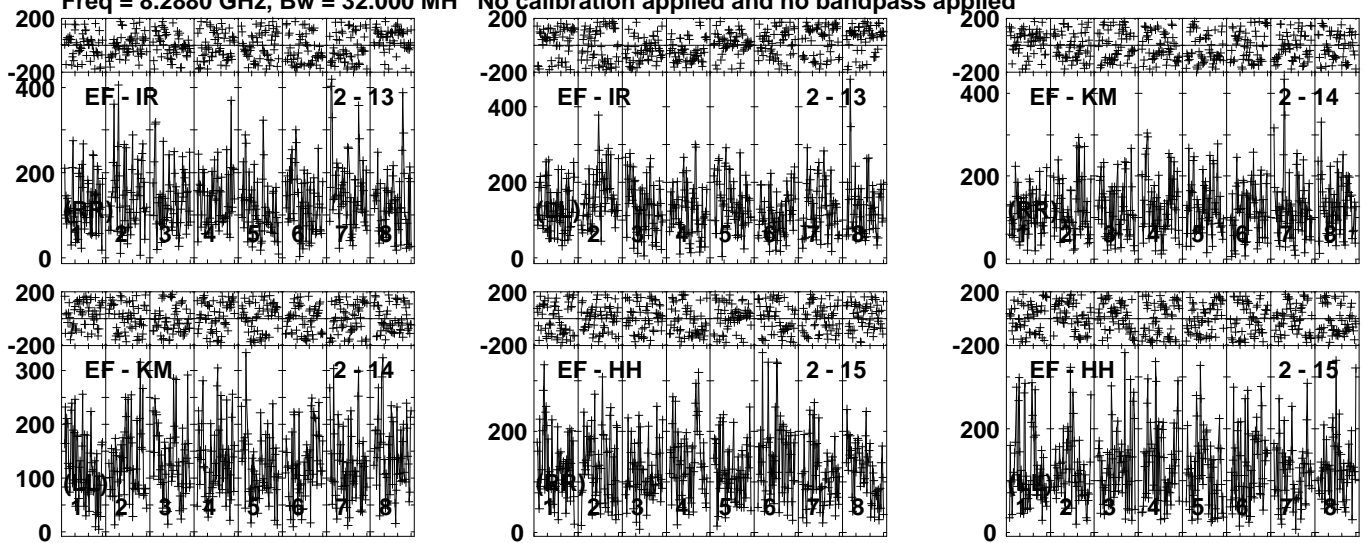 Freq = 8.2880 GHz, Bw = 32.000 MH No calibration applied and no bandpass applied
200 200 200
-200 -200 -200
400 400 400
EF - IR 2 - 13 EF - IR 2 - 13 EF - KM 2 - 14
200 200 200
(RR) (LL) (RR)
1 2 3 4 5 6 7 8 1 2 3 4 5 6 7 8 1 2 3 4 5 6 7 8
0 0 0
200 200 200
-200 -200 -200
300 EF - KM 2 - 14 EF - HH 2 - 15 EF - HH 2 - 15
200 200 200
100
(LL) (RR) (LL)
1 2 3 4 5 6 7 8 1 2 3 4 5 6 7 8 1 2 3 4 5 6 7 8
0 0 0